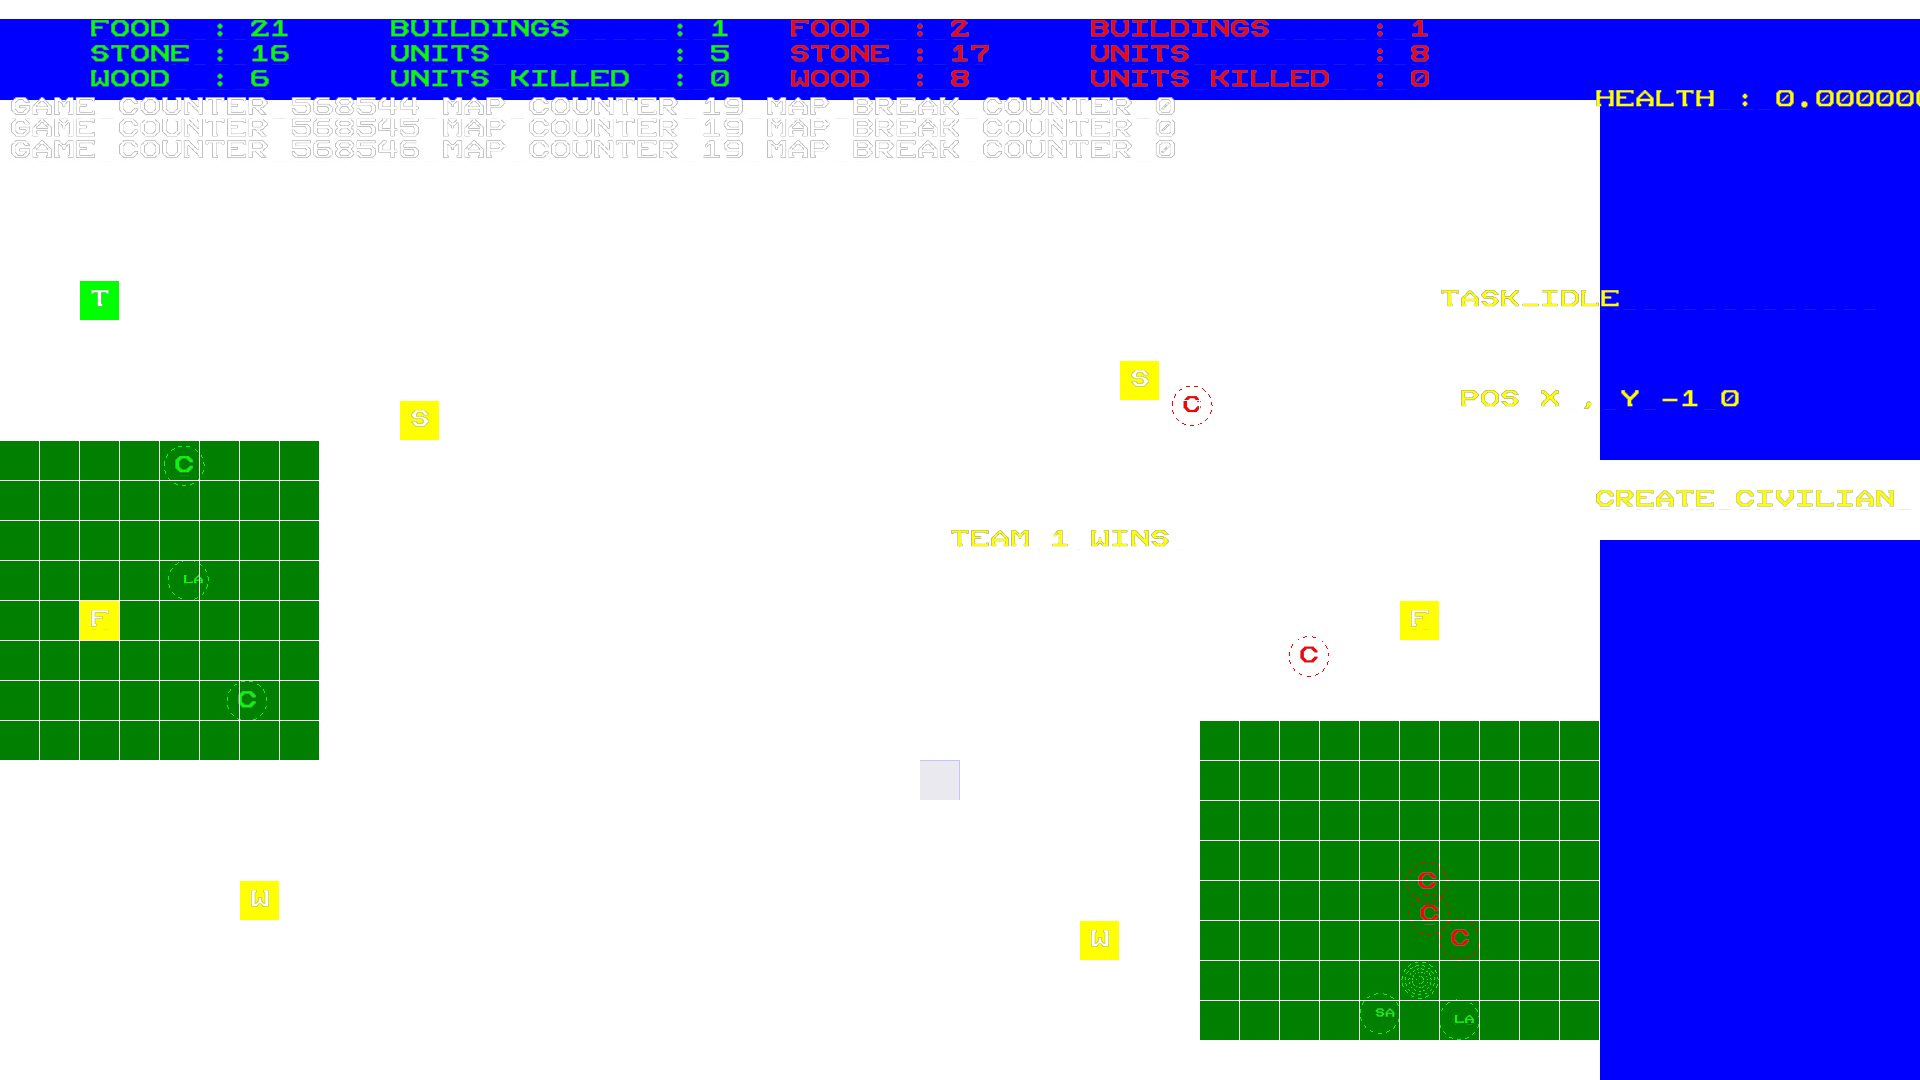 FOOD : 21 BUILDINGS : 1 FOOD : 2 BUILDINGS : 1
STONE : 16 UNITS : 5 STONE : 17 UNITS : 8
WOOD : 6 UNITS KILLED : 0 WOOD : 8 UNITS KILLED : 0
HEALTH : 0.000000
GAME COUNTER 568544 MAP COUNTER 19 MAP BREAK COUNTER 0
GAME COUNTER 568545 MAP COUNTER 19 MAP BREAK COUNTER 0
GAME COUNTER 568546 MAP COUNTER 19 MAP BREAK COUNTER 0
T
TASK_IDLE
S
POS X , Y -1 0
C
S
C
CREATE CIVILIAN
TEAM 1 WINS
LA
F
F
C
C
C
W
C
W
C
SA
LA